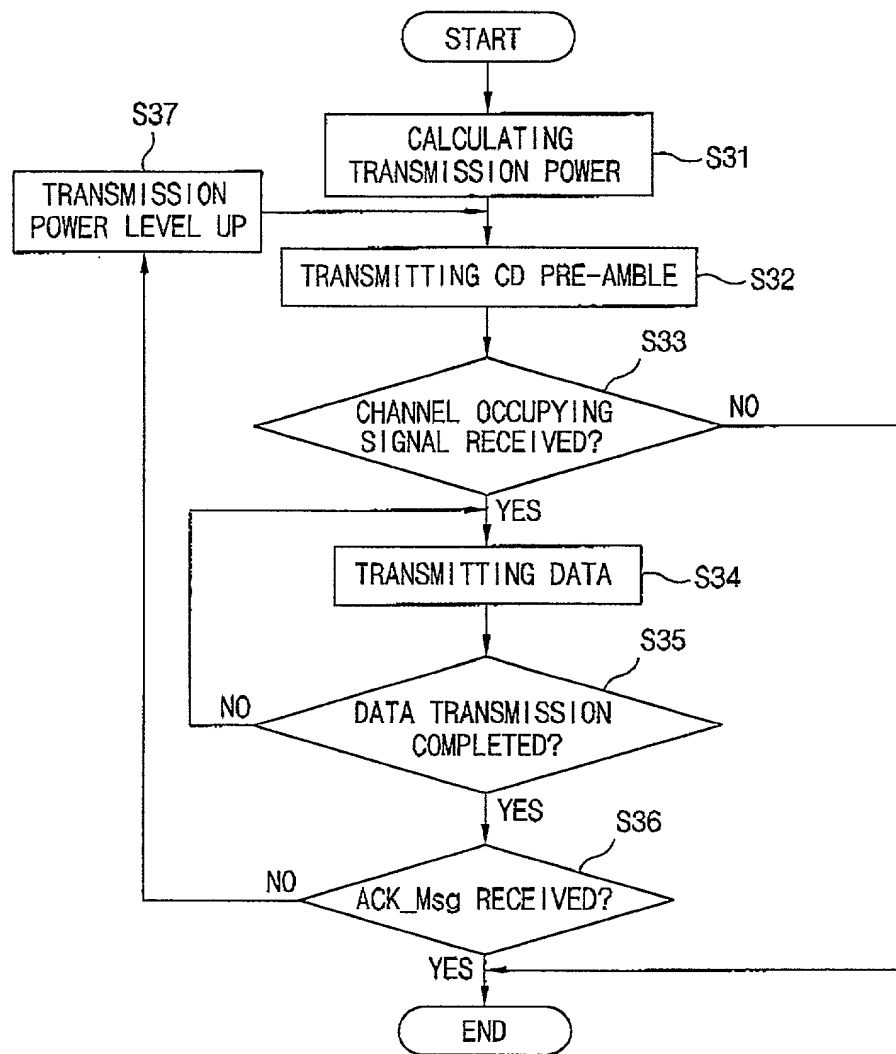 START
S37
CALCULATING
TRANSMISSION POWER
S31
TRANSMISSION
POWER LEVEL UP
TRANSMITTING CD PRE-AMBLE
S32
S33
CHANNEL OCCUPYING
SIGNAL RECEIVED?
NO
YES
TRANSMITTING DATA
S34
S35
NO
DATA TRANSMISSION
COMPLETED?
YES
S36
NO
ACK_Msg RECEIVED?
YES
END